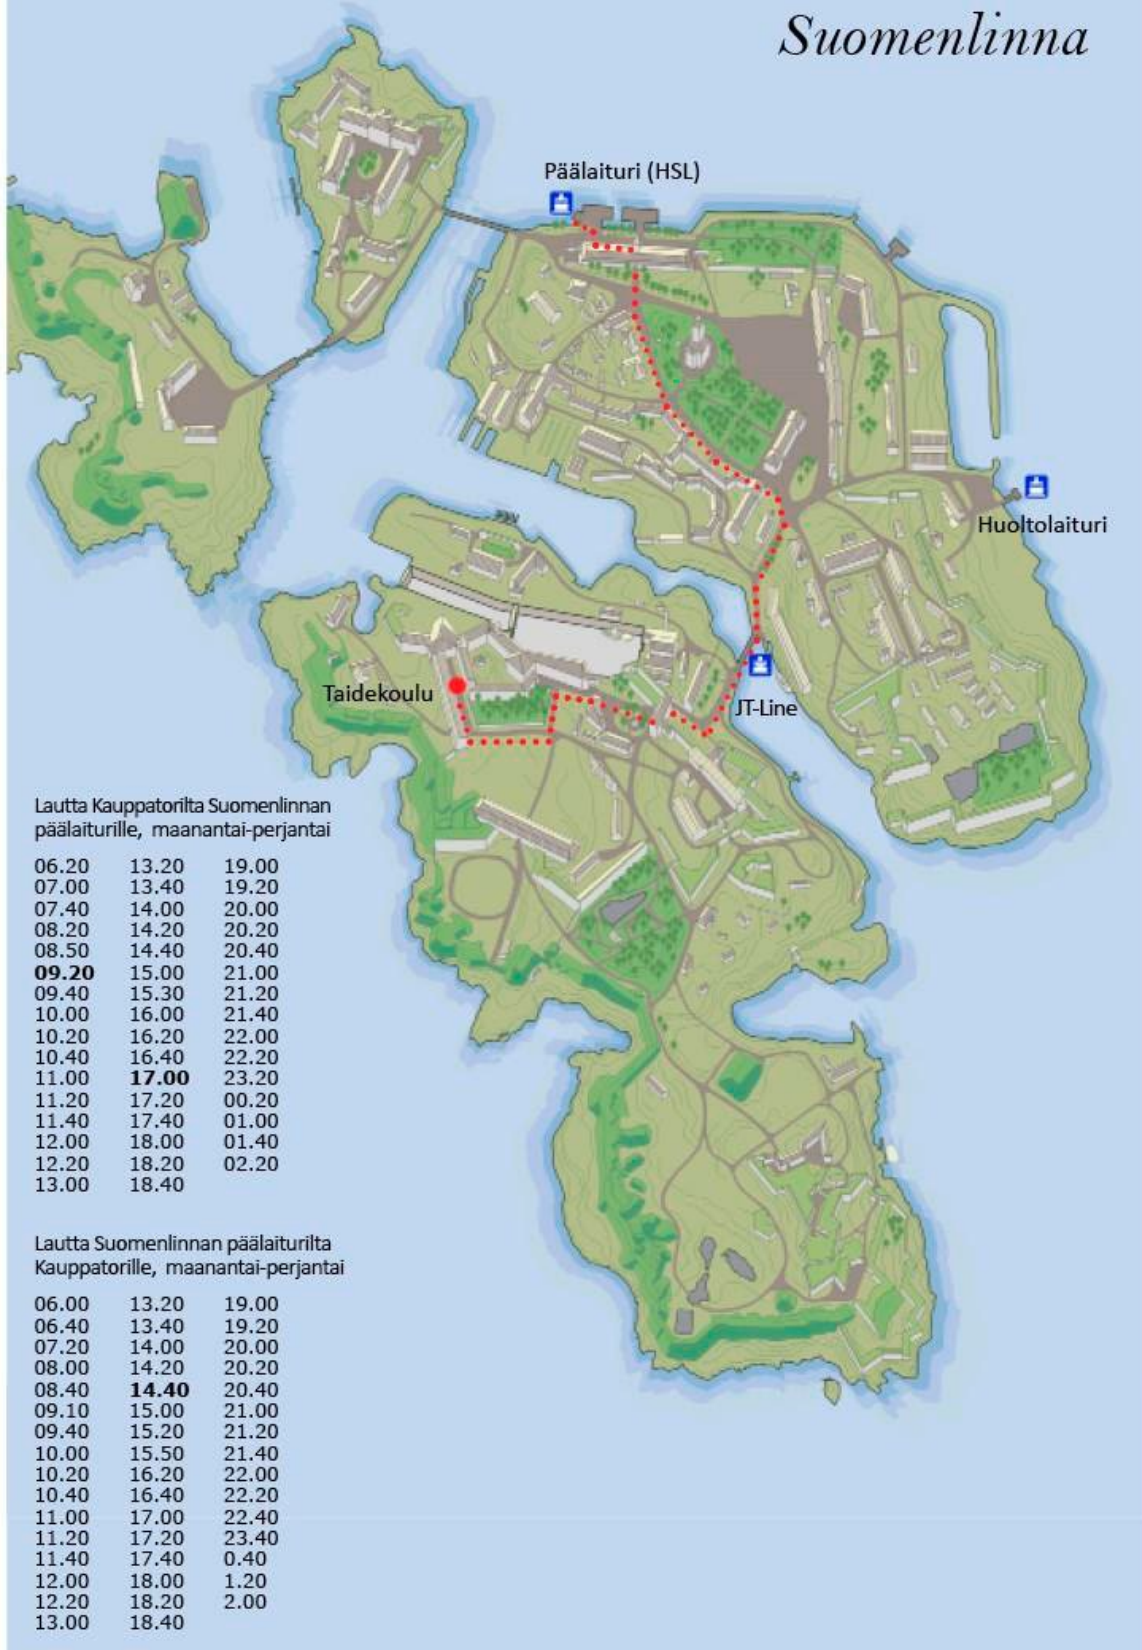 Suomenlinna
Päälaituri (HSL)
Huoltolaituri
Taidekoulu
JT-Line
Lautta Kauppatorilta Suomenlinnan
päälaiturille, maanantai-perjantai
06.20 13.20 19.00
07.00 13.40 19.20
07.40 14.00 20.00
08.20 14.20 20.20
08.50 14.40 20.40
09.20 15.00 21.00
09.40 15.30 21.20
10.00 16.00 21.40
10.20 16.20 22.00
10.40 16.40 22.20
11.00 17.00 23.20
11.20 17.20 00.20
11.40 17.40 01.00
12.00 18.00 01.40
12.20 18.20 02.20
13.00 18.40
Lautta Suomenlinnan päälaiturilta
Kauppatorille, maanantai-perjantai
06.00 13.20 19.00
06.40 13.40 19.20
07.20 14.00 20.00
08.00 14.20 20.20
08.40 14.40 20.40
09.10 15.00 21.00
09.40 15.20 21.20
10.00 15.50 21.40
10.20 16.20 22.00
10.40 16.40 22.20
11.00 17.00 22.40
11.20 17.20 23.40
11.40 17.40 0.40
12.00 18.00 1.20
12.20 18.20 2.00
13.00 18.40